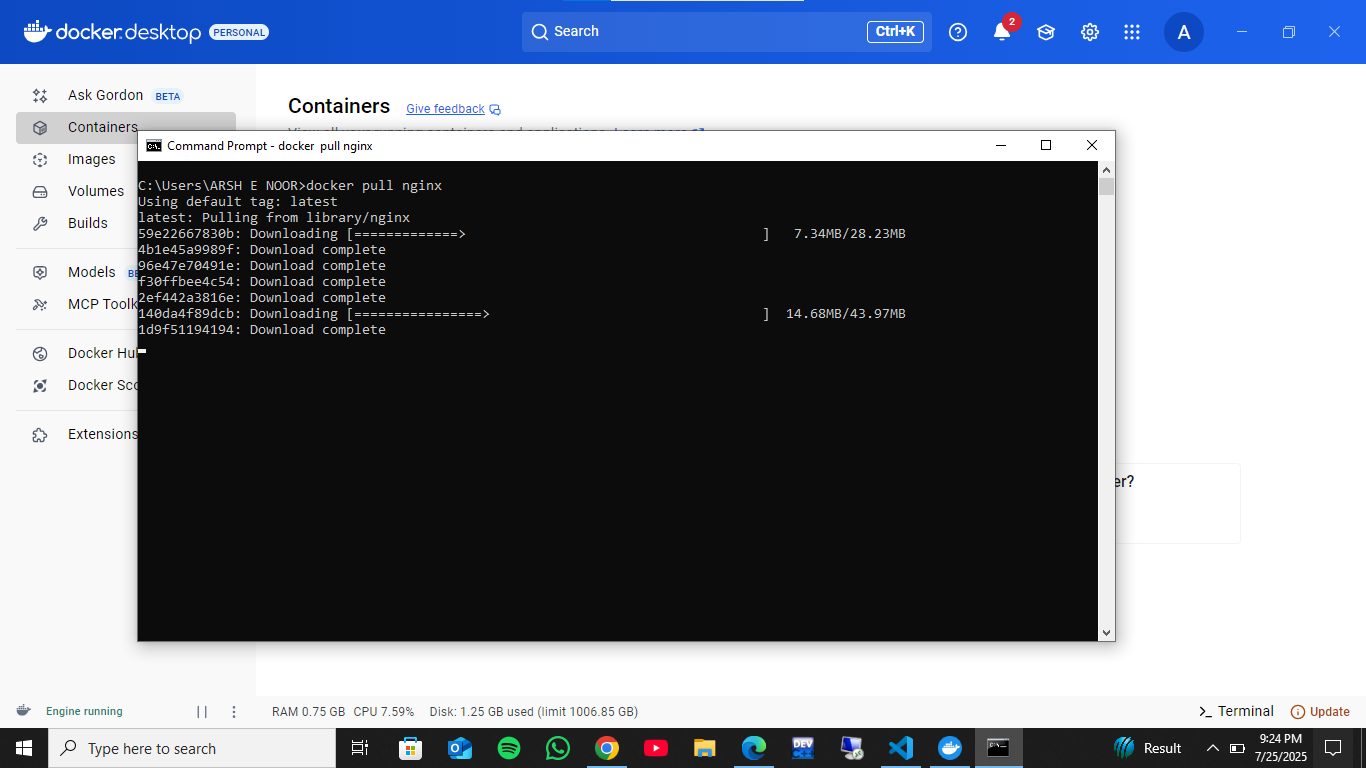 docker.desktop PERSONAL
Search
Ctrl+K
2
A
Ask Gordon BETA
Containers
Images
Volumes
Builds
Models
MCP Toolk
Docker Hu
Docker Sco
Extensions
Containers Give feedback
Command Prompt - docker  pull nginx
C:\Users\ARSH E NOOR>docker pull nginx
Using default tag: latest
latest: Pulling from library/nginx
59e22667830b: Downloading [=============>                                     ]   7.34MB/28.23MB
4b1e45a9989f: Download complete
96e47e70491e: Download complete
f30ffbee4c54: Download complete
2ef442a3816e: Download complete
140da4f89dcb: Downloading [================>                                  ]  14.68MB/43.97MB
1d9f51194194: Download complete
er?
Engine running
RAM 0.75 GB CPU 7.59% Disk: 1.25 GB used (limit 1006.85 GB)
Terminal
Update
Type here to search
DEV
Result
9:24 PM
7/25/2025